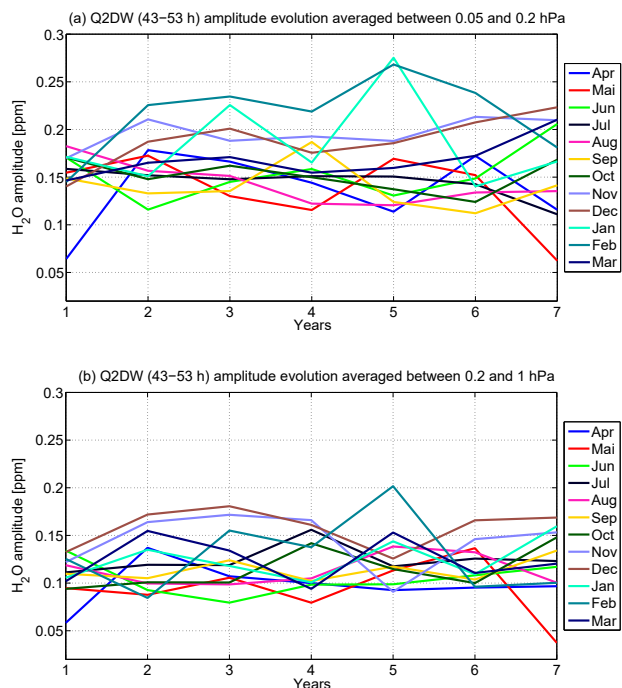 (a) Q2DW (43−53 h) amplitude evolution averaged between 0.05 and 0.2 hPa
0.3
0.25
0.2
0.15
0.1
0.05
H₂O amplitude [ppm]
1 2 3 4 5 6 7
Years
Apr
Mai
Jun
Jul
Aug
Sep
Oct
Nov
Dec
Jan
Feb
Mar
(b) Q2DW (43−53 h) amplitude evolution averaged between 0.2 and 1 hPa
0.3
0.25
0.2
0.15
0.1
0.05
H₂O amplitude [ppm]
1 2 3 4 5 6 7
Years
Apr
Mai
Jun
Jul
Aug
Sep
Oct
Nov
Dec
Jan
Feb
Mar